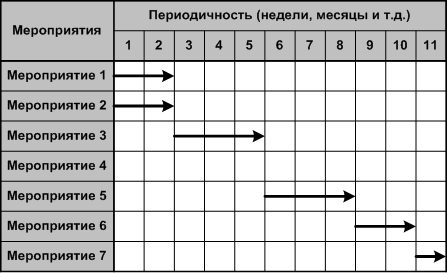 Мероприятия
Периодичность (недели, месяцы и т.д.)
1 2 3 4 5 6 7 8 9 10 11
Мероприятие 1
Мероприятие 2
Мероприятие 3
Мероприятие 4
Мероприятие 5
Мероприятие 6
Мероприятие 7